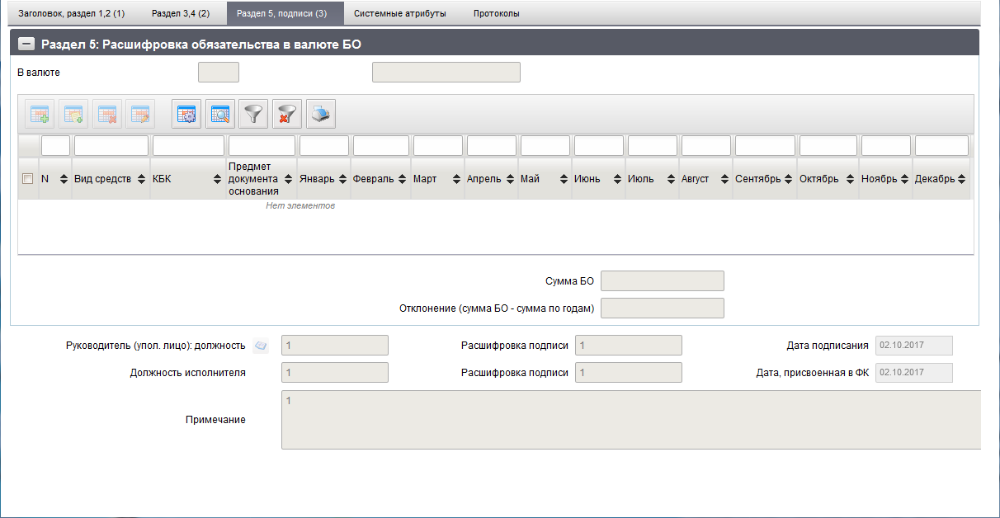 Заголовок, раздел 1,2 (1) Раздел 3,4 (2) Раздел 5, подписи (3) Системные атрибуты Протоколы
Раздел 5: Расшифровка обязательства в валюте БО
В валюте
N Вид средств КБК Предмет документа основания Январь Февраль Март Апрель Май Июнь Июль Август Сентябрь Октябрь Ноябрь Декабрь
Нет элементов
Сумма БО
Отклонение (сумма БО - сумма по годам)
Руководитель (упол. лицо): должность 1 Расшифровка подписи 1 Дата подписания 02.10.2017
Должность исполнителя 1 Расшифровка подписи 1 Дата, присвоенная в ФК 02.10.2017
1
Примечание